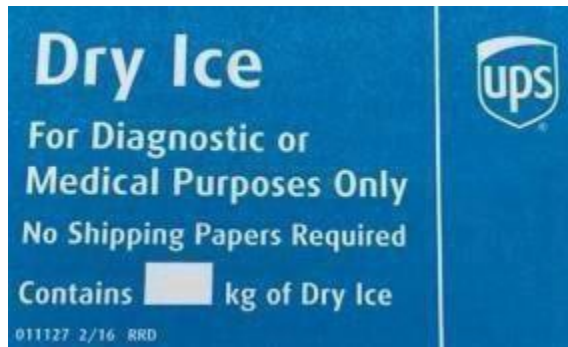 Dry Ice
ups
For Diagnostic or
Medical Purposes Only
No Shipping Papers Required
Contains kg of Dry Ice
011127 2/16 RRD